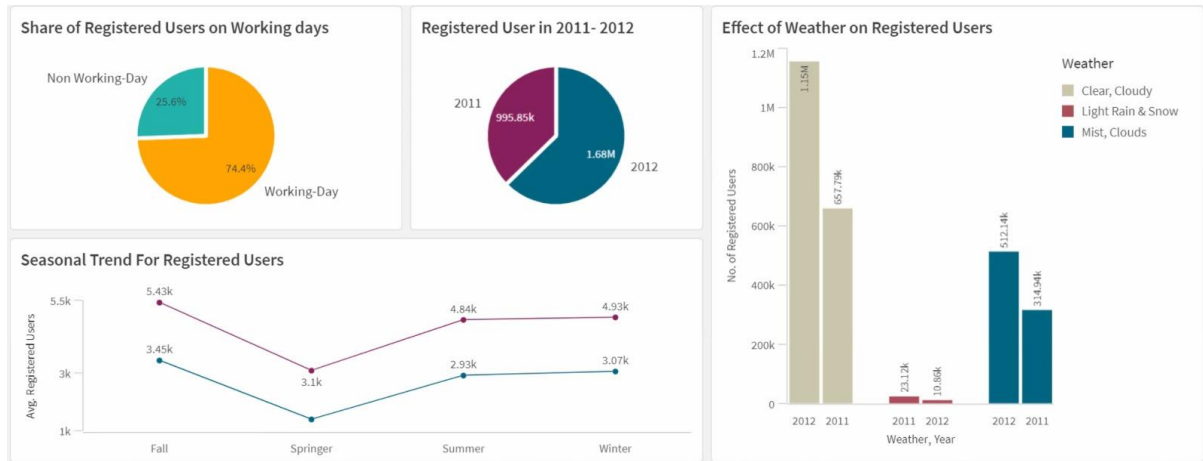 Share of Registered Users on Working days
Non Working-Day
25.6%
74.4%
Working-Day
Registered User in 2011- 2012
2011
995.85k
1.68M
2012
Seasonal Trend For Registered Users
Avg. Registered Users
5.5k
3k
1k
5.43k
3.45k
3.1k
4.84k
2.93k
4.93k
3.07k
Fall
Springer
Summer
Winter
Effect of Weather on Registered Users
No. of Registered Users
1.2M
1M
800k
600k
400k
200k
0
1.15M
657.79k
23.12k
10.86k
512.14k
314.94k
2012
2011
2011
2012
2012
2011
Weather, Year
Weather
Clear, Cloudy
Light Rain & Snow
Mist, Clouds